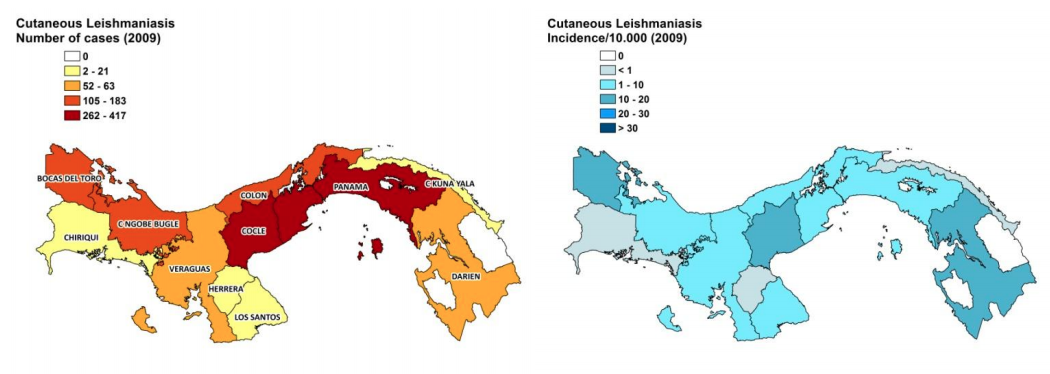 Cutaneous Leishmaniasis
Number of cases (2009)
0
2 - 21
52 - 63
105 - 183
262 - 417
BOCAS DEL TORO
C NGOBE BUGLE
CHIRIQUI
VERAGUAS
COLON
COCLE
PANAMA
C KUNA YALA
HERRERA
LOS SANTOS
DARIEN
Cutaneous Leishmaniasis
Incidence/10.000 (2009)
0
< 1
1 - 10
10 - 20
20 - 30
> 30